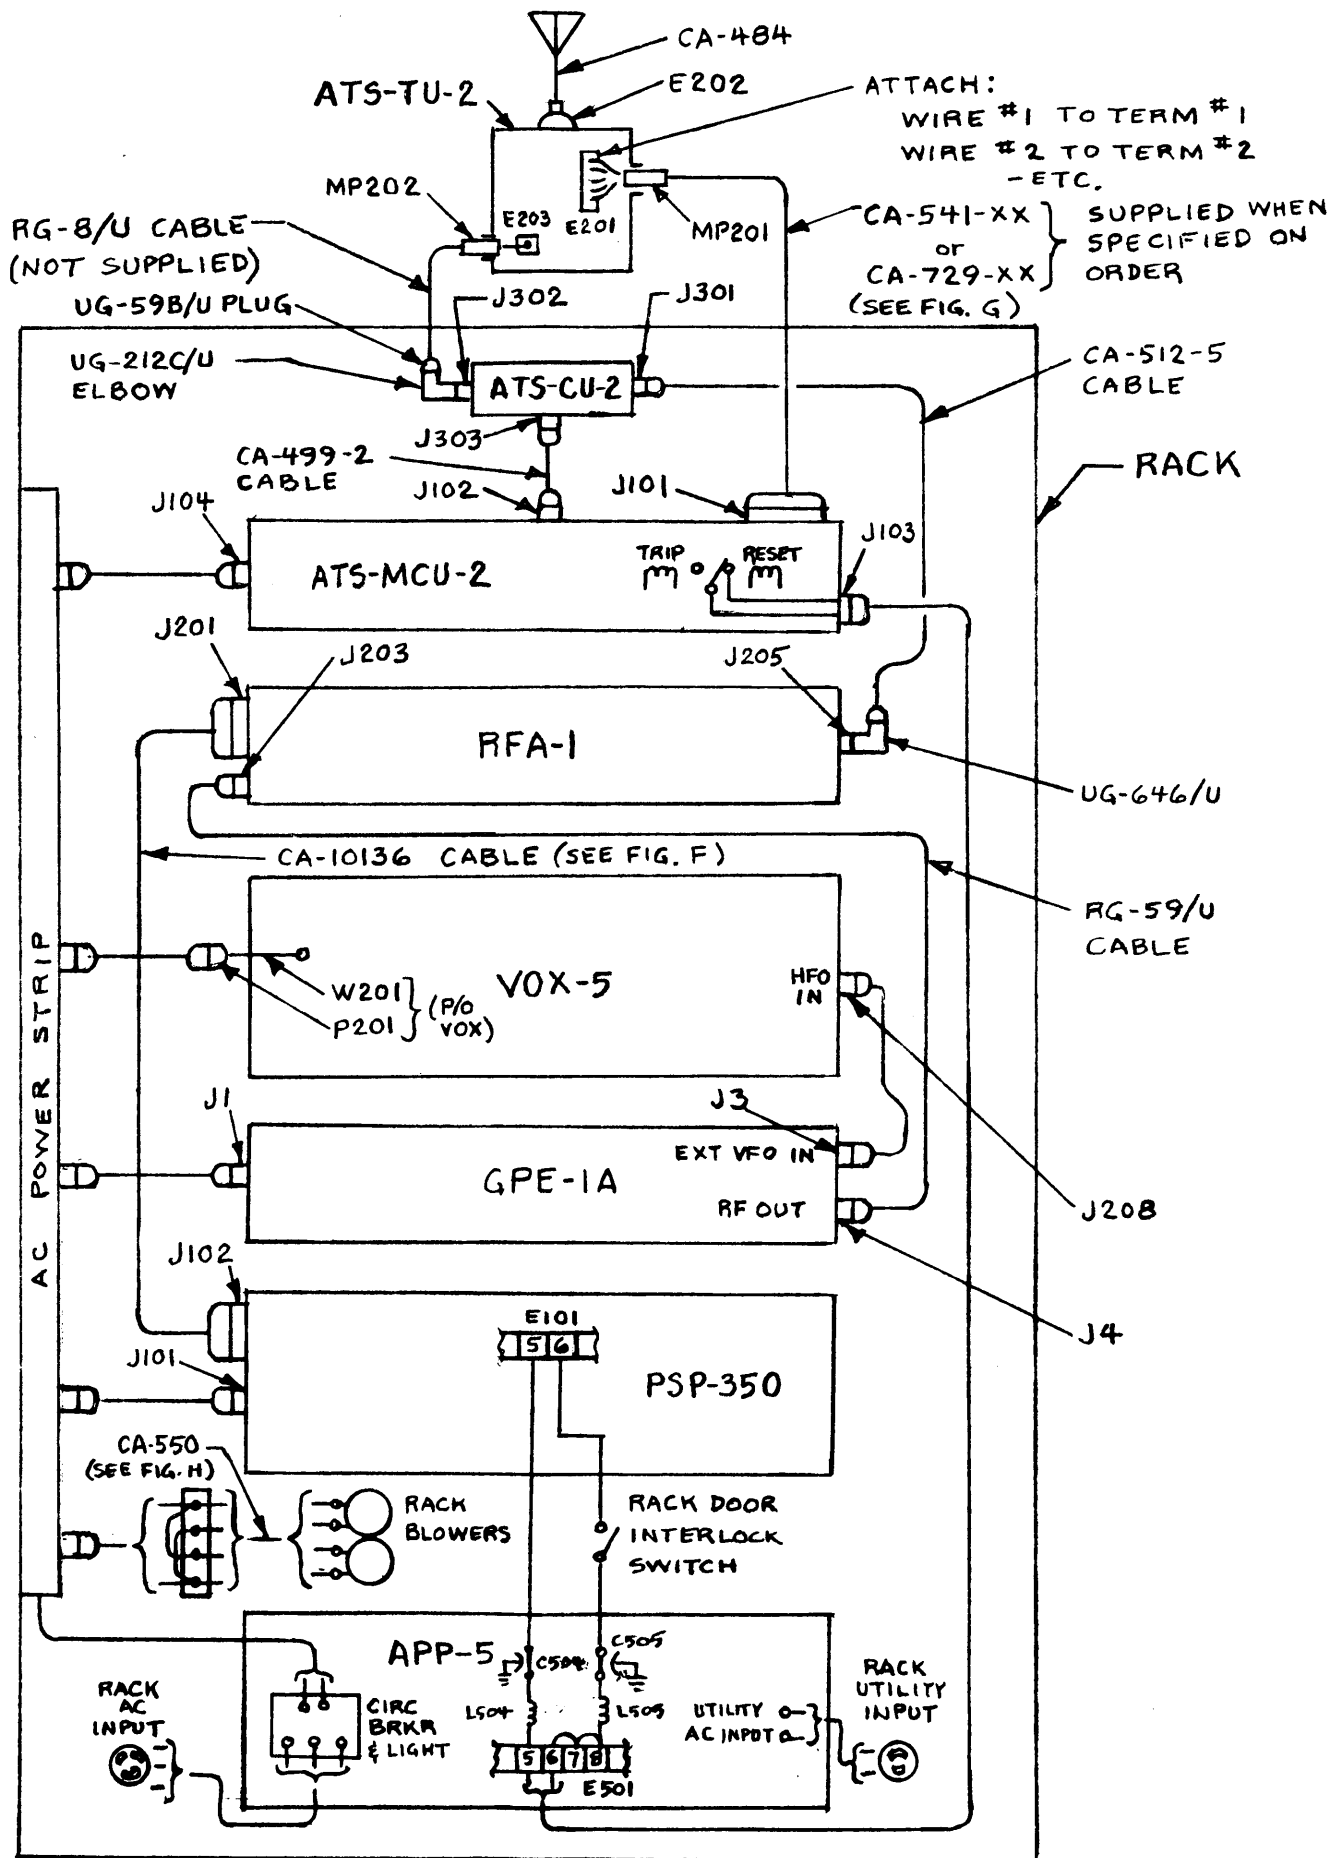 CA-484
ATS-TU-2
E202
ATTACH:
WIRE #1 TO TERM #1
WIRE #2 TO TERM #2
-ETC.
MP202
E203
E201
MP201
CA-541-XX
or
CA-729-XX
(SEE FIG. G)
SUPPLIED WHEN
SPECIFIED ON
ORDER
RG-8/U CABLE
(NOT SUPPLIED)
UG-59B/U PLUG
J302
J301
UG-212C/U
ELBOW
ATS-CU-2
CA-512-5
CABLE
J303
CA-499-2
CABLE
RACK
J104
J102
J101
J103
ATS-MCU-2
TRIP
RESET
J201
J203
J205
RFA-1
UG-646/U
CA-10136 CABLE (SEE FIG. F)
RG-59/U
CABLE
AC POWER STRIP
VOX-5
HFO
IN
W201
P201
(P/O
VOX)
J1
J3
EXT VFO IN
GPE-1A
RF OUT
J208
J102
E101
5 6
J4
J101
PSP-350
CA-550
(SEE FIG. H)
RACK
BLOWERS
RACK DOOR
INTERLOCK
SWITCH
APP-5
C504
C505
RACK
AC
INPUT
CIRC
BRKR
& LIGHT
L504
L505
UTILITY
AC INPUT
RACK
UTILITY
INPUT
5 6 7 8
E501